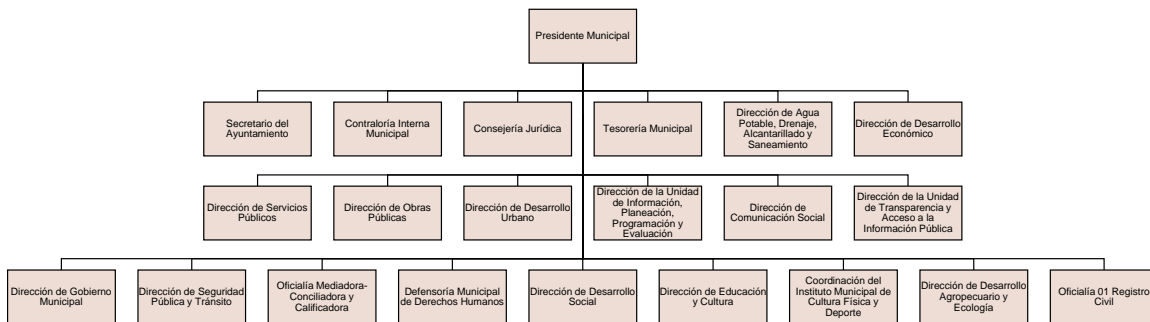 Presidente Municipal
Secretario del
Ayuntamiento
Contraloría Interna
Municipal
Consejería Jurídica
Tesorería Municipal
Dirección de Agua
Potable, Drenaje,
Alcantarillado y
Saneamiento
Dirección de Desarrollo
Económico
Dirección de Servicios
Públicos
Dirección de Obras
Públicas
Dirección de Desarrollo
Urbano
Dirección de la Unidad
de Información,
Planeación,
Programación y
Evaluación
Dirección de
Comunicación Social
Dirección de la Unidad
de Transparencia y
Acceso a la
Información Pública
Dirección de Gobierno
Municipal
Dirección de Seguridad
Pública y Tránsito
Oficialía Mediadora-
Conciliadora y
Calificadora
Defensoría Municipal
de Derechos Humanos
Dirección de Desarrollo
Social
Dirección de Educación
y Cultura
Coordinación del
Instituto Municipal de
Cultura Física y
Deporte
Dirección de Desarrollo
Agropecuario y
Ecología
Oficialía 01 Registro
Civil